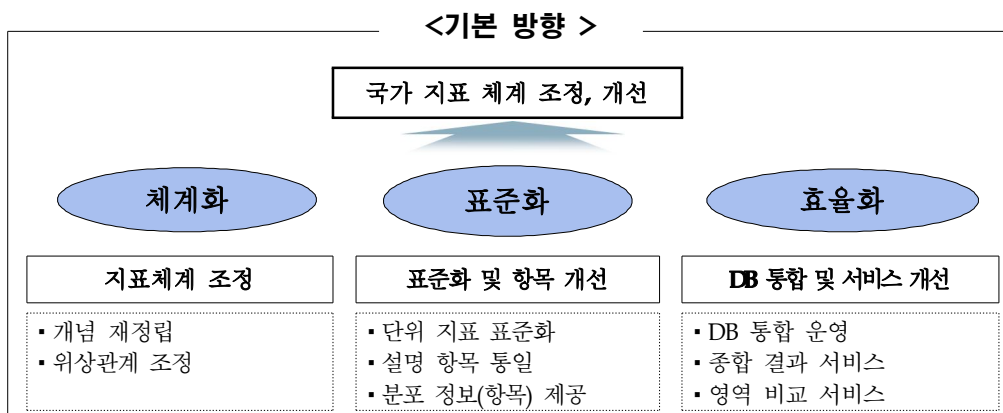 <기본 방향 >
국가 지표 체계 조정, 개선
체계화
표준화
효율화
지표체계 조정
표준화 및 항목 개선
DB 통합 및 서비스 개선
▪ 개념 재정립
▪ 위상관계 조정
▪ 단위 지표 표준화
▪ 설명 항목 통일
▪ 분포 정보(항목) 제공
▪ DB 통합 운영
▪ 종합 결과 서비스
▪ 영역 비교 서비스